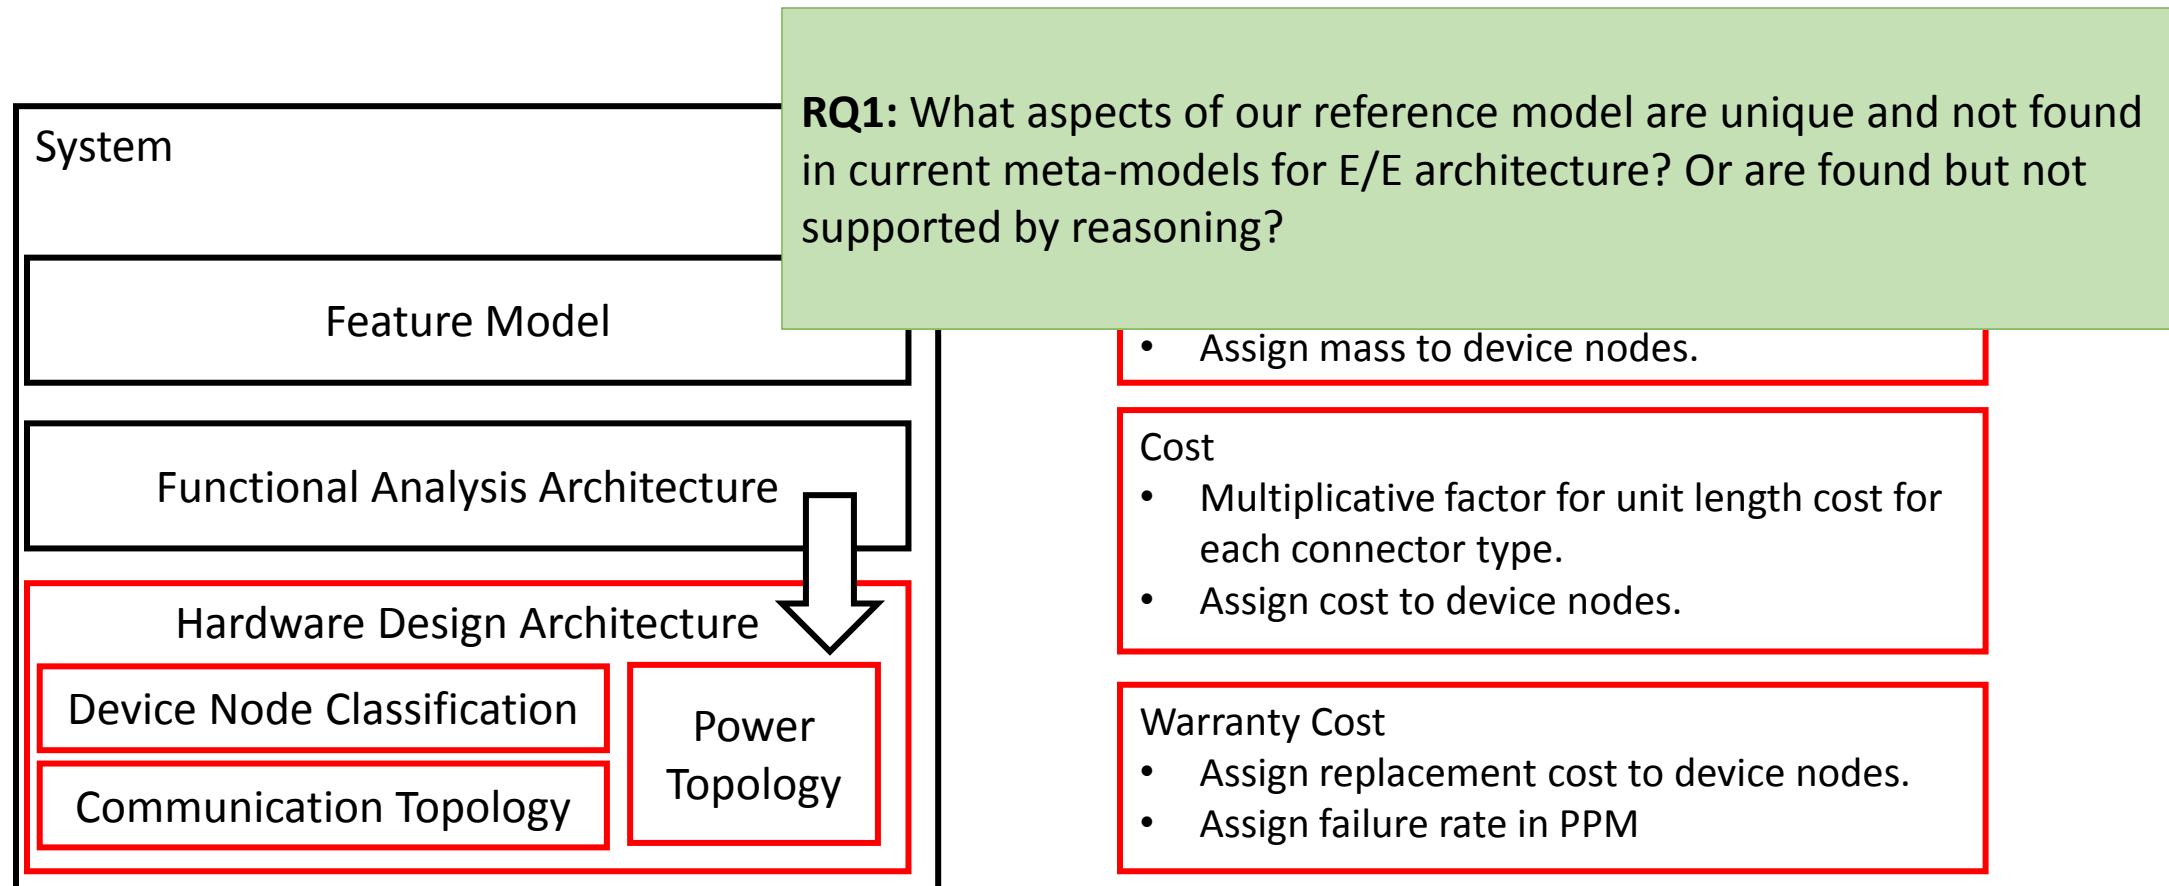 RQ1: What aspects of our reference model are unique and not found
in current meta-models for E/E architecture? Or are found but not
supported by reasoning?
System
Feature Model
Functional Analysis Architecture
Hardware Design Architecture
Device Node Classification
Communication Topology
Power
Topology
• Assign mass to device nodes.
Cost
• Multiplicative factor for unit length cost for
each connector type.
• Assign cost to device nodes.
Warranty Cost
• Assign replacement cost to device nodes.
• Assign failure rate in PPM